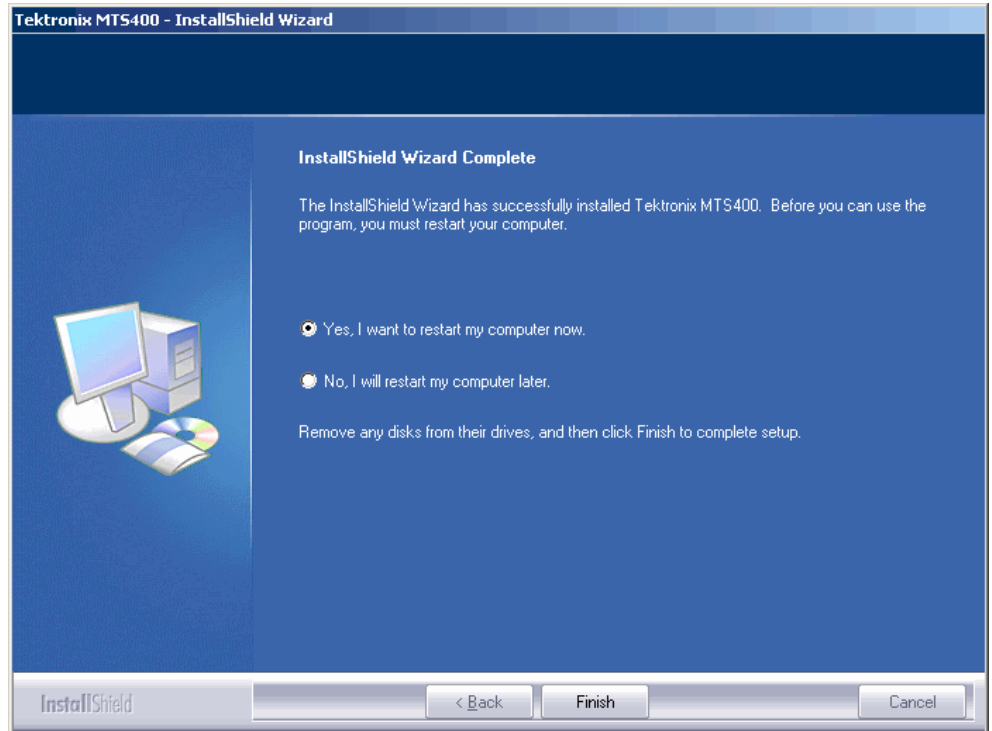 Tektronix MTS400 - InstallShield Wizard
InstallShield Wizard Complete
The InstallShield Wizard has successfully installed Tektronix MTS400. Before you can use the
program, you must restart your computer.
Yes, I want to restart my computer now.
No, I will restart my computer later.
Remove any disks from their drives, and then click Finish to complete setup.
InstallShield
< Back
Finish
Cancel